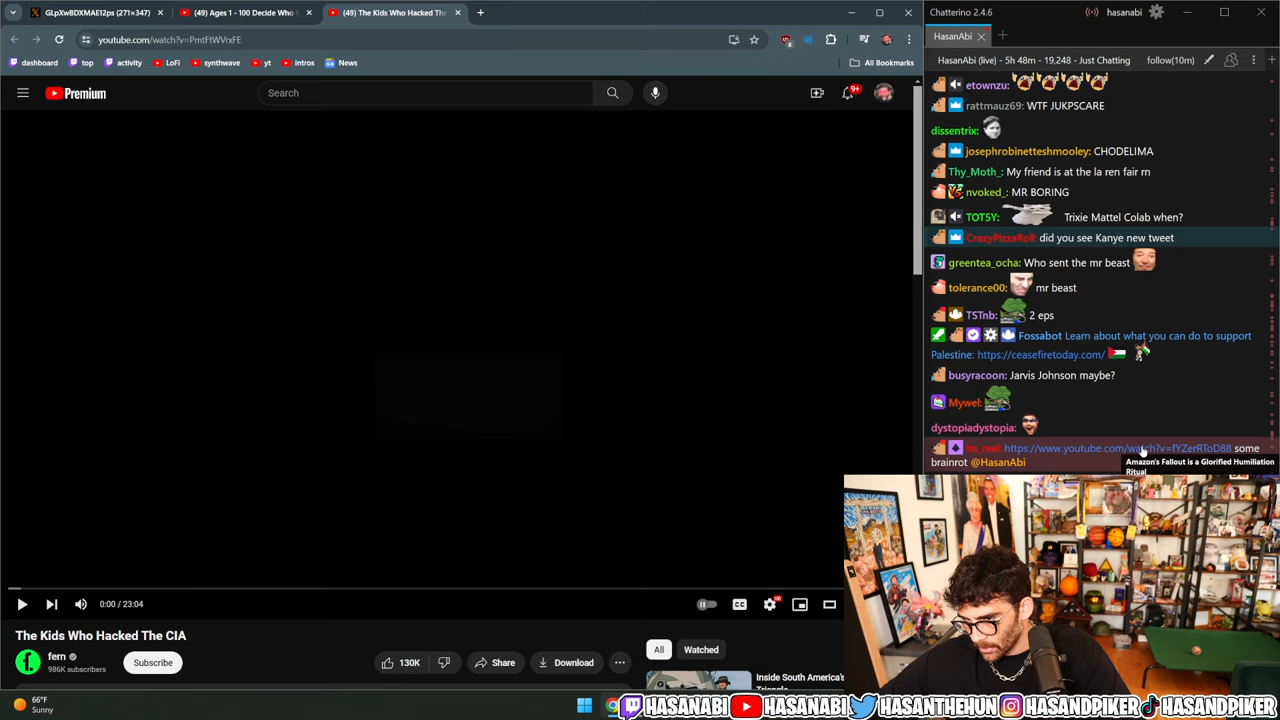 GLpXwBDXMAE12ps (271×347)
(49) Ages 1 - 100 Decide Who
(49) The Kids Who Hacked The
youtube.com/watch?v=PmtFtWVrxFE
dashboard
top
activity
LoFi
synthwave
yt
intros
News
All Bookmarks
Premium
Search
9+
0:00 / 23:04
CC
HD
The Kids Who Hacked The CIA
fern
986K subscribers
Subscribe
130K
Share
Download
All
Watched
Inside South America's
66°F
Sunny
Chatterino 2.4.6
hasanabi
HasanAbi
HasanAbi (live) - 5h 48m - 19,248 - Just Chatting
follow(10m)
etownzu:
rattmauz69: WTF JUKPSCARE
dissentrix:
josephrobinetteshmooley: CHODELIMA
Thy_Moth_: My friend is at the la ren fair rn
nvoked_: MR BORING
TOT5Y: Trixie Mattel Colab when?
CrazyPizzaRoll: did you see Kanye new tweet
greentea_ocha: Who sent the mr beast
tolerance00: mr beast
TSTnb: 2 eps
Fossabot Learn about what you can do to support
Palestine: https://ceasefiretoday.com/
busyracoon: Jarvis Johnson maybe?
Mywel:
dystopiadystopia:
its_reel: https://www.youtube.com/watch?v=fYZerRToD88 some
brainrot @HasanAbi
Amazon's Fallout is a Glorified Humiliation
Ritual
HASANABI
HASANABI
HASANTHEHUN
HASANDPIKER
HASANDPIKER